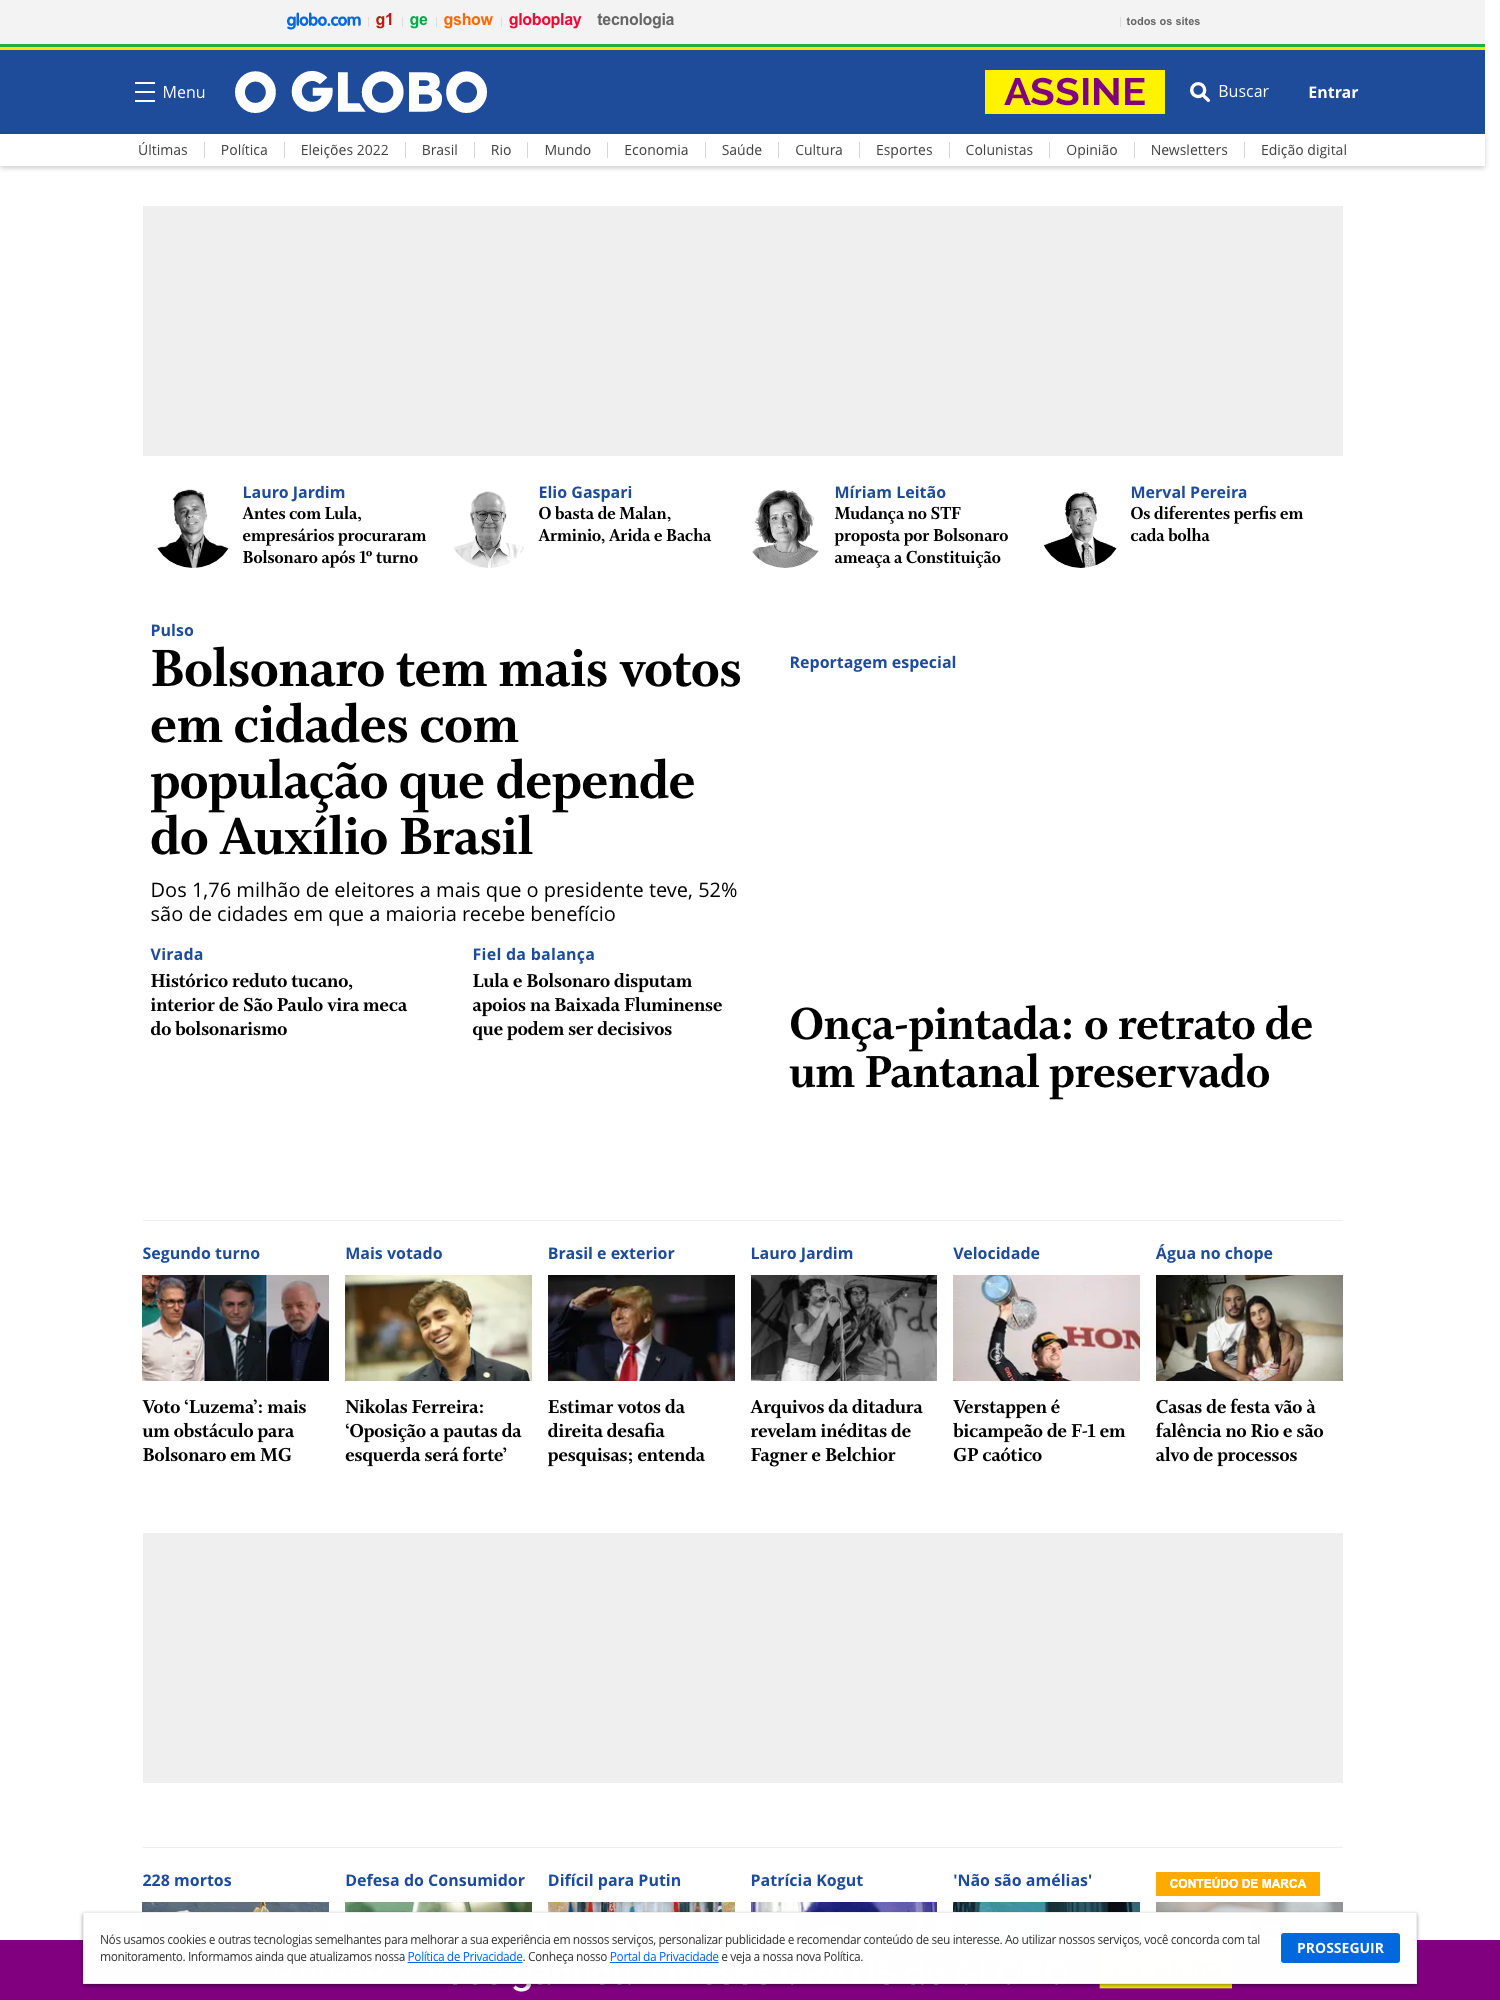 globo.com g1 ge gshow globoplay tecnologia todos os sites
Menu O GLOBO ASSINE Buscar Entrar
Últimas Política Eleições 2022 Brasil Rio Mundo Economia Saúde Cultura Esportes Colunistas Opinião Newsletters Edição digital
Lauro Jardim
Antes com Lula,
empresários procuraram
Bolsonaro após 1º turno
Elio Gaspari
O basta de Malan,
Arminio, Arida e Bacha
Míriam Leitão
Mudança no STF
proposta por Bolsonaro
ameaça a Constituição
Merval Pereira
Os diferentes perfis em
cada bolha
Pulso
Bolsonaro tem mais votos
em cidades com
população que depende
do Auxílio Brasil
Dos 1,76 milhão de eleitores a mais que o presidente teve, 52%
são de cidades em que a maioria recebe benefício
Virada
Histórico reduto tucano,
interior de São Paulo vira meca
do bolsonarismo
Fiel da balança
Lula e Bolsonaro disputam
apoios na Baixada Fluminense
que podem ser decisivos
Reportagem especial
Onça-pintada: o retrato de
um Pantanal preservado
Segundo turno
Voto ‘Luzema’: mais
um obstáculo para
Bolsonaro em MG
Mais votado
Nikolas Ferreira:
‘Oposição a pautas da
esquerda será forte’
Brasil e exterior
Estimar votos da
direita desafia
pesquisas; entenda
Lauro Jardim
Arquivos da ditadura
revelam inéditas de
Fagner e Belchior
Velocidade
HON
Verstappen é
bicampeão de F-1 em
GP caótico
Água no chope
Casas de festa vão à
falência no Rio e são
alvo de processos
228 mortos
Defesa do Consumidor
Difícil para Putin
Patrícia Kogut
'Não são amélias'
CONTEÚDO DE MARCA
Nós usamos cookies e outras tecnologias semelhantes para melhorar a sua experiência em nossos serviços, personalizar publicidade e recomendar conteúdo de seu interesse. Ao utilizar nossos serviços, você concorda com tal
monitoramento. Informamos ainda que atualizamos nossa Política de Privacidade. Conheça nosso Portal da Privacidade e veja a nossa nova Política.
PROSSEGUIR